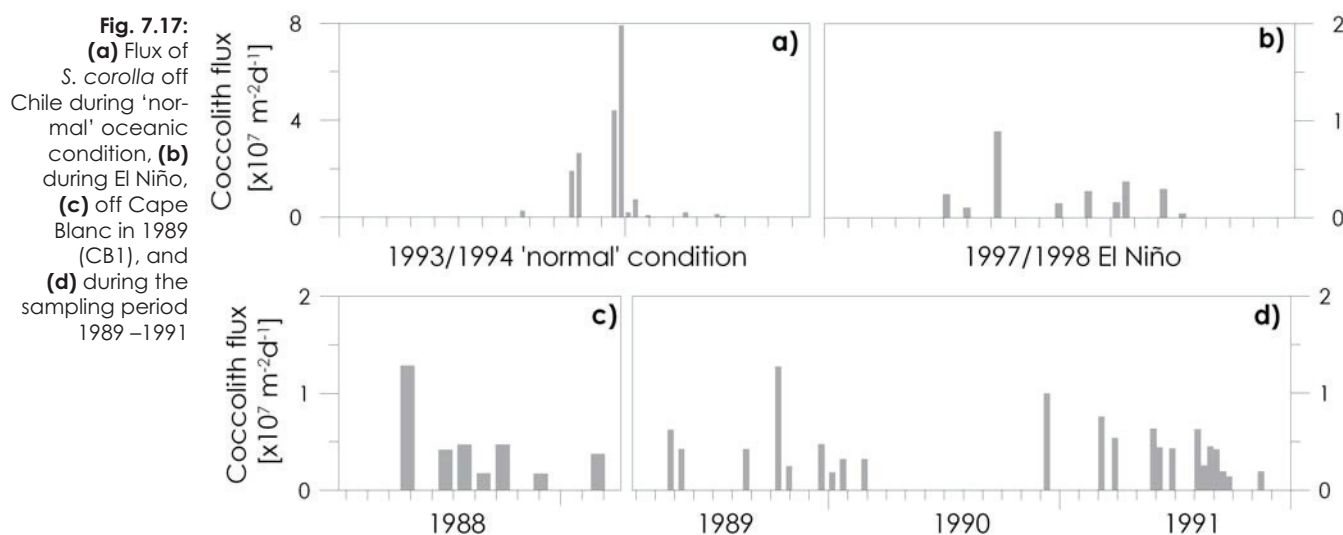 Fig. 7.17:
(a) Flux of
S. corolla off
Chile during ‘nor-
mal’ oceanic
condition, (b)
during El Niño,
(c) off Cape
Blanc in 1989
(CB1), and
(d) during the
sampling period
1989 –1991
Coccolith flux
[x10⁷ m⁻²d⁻¹]
8
4
0
a)
1993/1994 'normal' condition
b)
2
1
0
1997/1998 El Niño
Coccolith flux
[x10⁷ m⁻²d⁻¹]
2
1
0
c)
1988
d)
2
1
0
1989
1990
1991